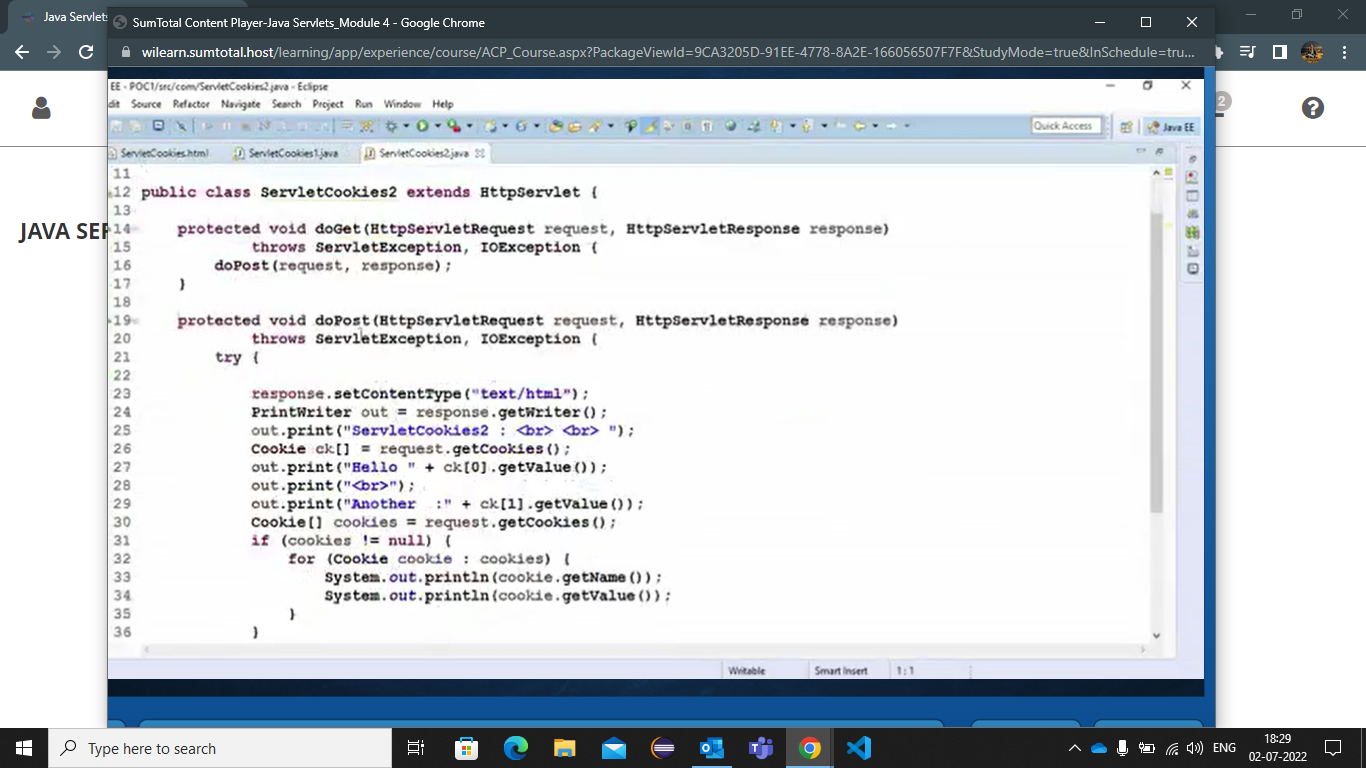 Java Servlets
SumTotal Content Player-Java Servlets_Module 4 - Google Chrome
wilearn.sumtotal.host/learning/app/experience/course/ACP_Course.aspx?PackageViewId=9CA3205D-91EE-4778-8A2E-166056507F7F&StudyMode=true&InSchedule=tru...
2
JAVA SER
EE - POC1/src/com/ServletCookies2.java - Eclipse
dit Source Refactor Navigate Search Project Run Window Help
Quick Access Java EE
ServletCookies.html ServletCookies1.java ServletCookies2.java
11
12 public class ServletCookies2 extends HttpServlet {
13
14 protected void doGet(HttpServletRequest request, HttpServletResponse response)
15 throws ServletException, IOException {
16 doPost(request, response);
17 }
18
19 protected void doPost(HttpServletRequest request, HttpServletResponse response)
20 throws ServletException, IOException {
21 try {
22
23 response.setContentType("text/html");
24 PrintWriter out = response.getWriter();
25 out.print("ServletCookies2 : <br> <br> ");
26 Cookie ck[] = request.getCookies();
27 out.print("Hello " + ck[0].getValue());
28 out.print("<br>");
29 out.print("Another :" + ck[1].getValue());
30 Cookie[] cookies = request.getCookies();
31 if (cookies != null) {
32 for (Cookie cookie : cookies) {
33 System.out.println(cookie.getName());
34 System.out.println(cookie.getValue());
35 }
36 }
Writable Smart Insert 1 : 1
Type here to search
ENG
18:29
02-07-2022